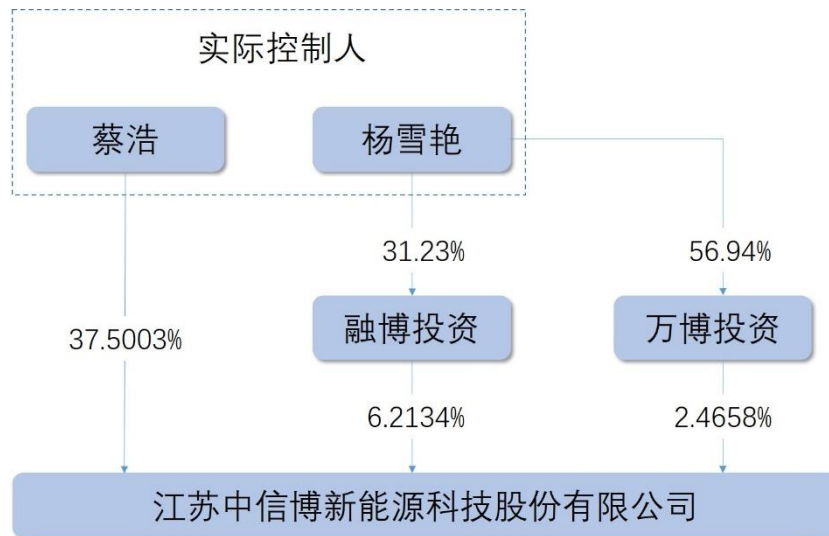 实际控制人
蔡浩
杨雪艳
31.23%
56.94%
融博投资
万博投资
37.5003%
6.2134%
2.4658%
江苏中信博新能源科技股份有限公司